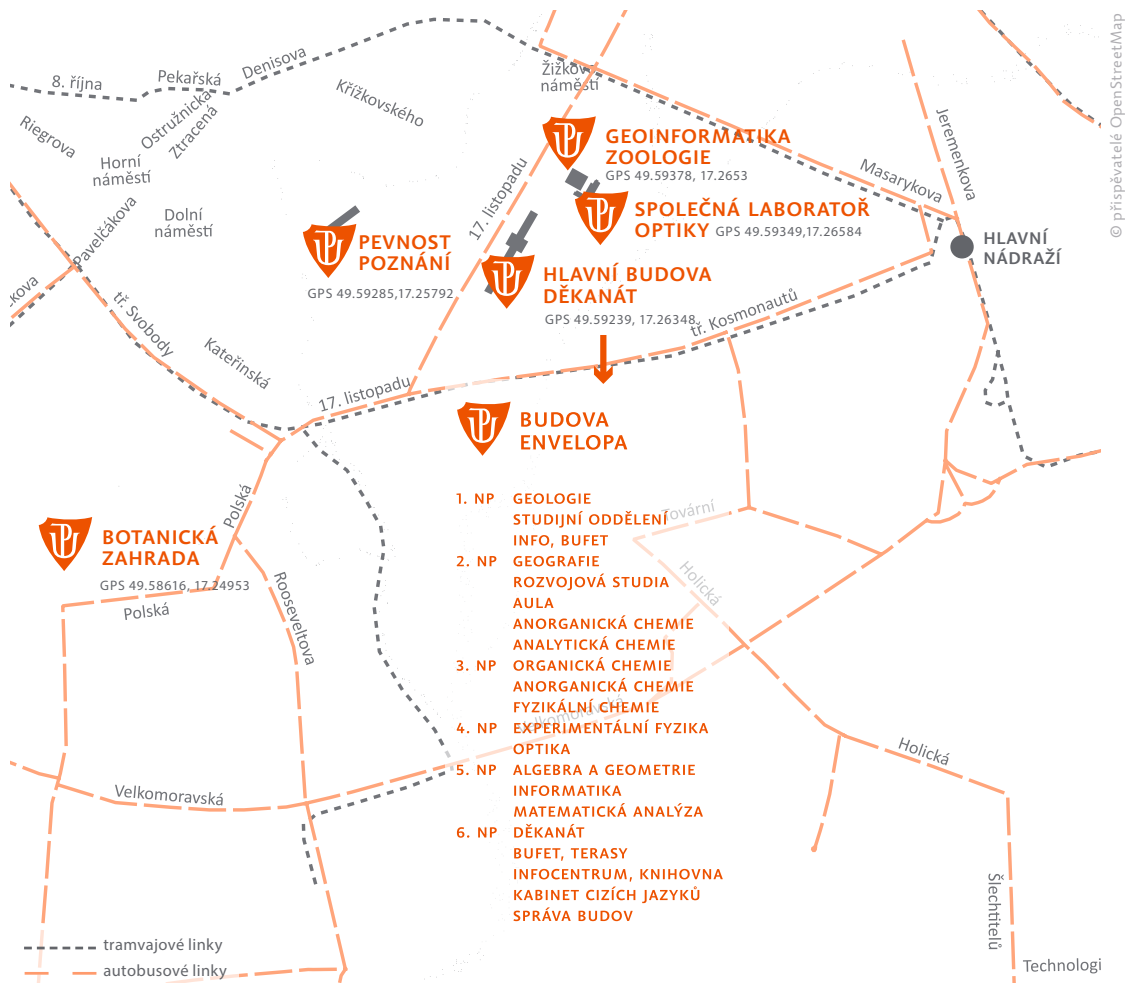 © přispěvatelé OpenStreetMap
8. října
Pekařská
Denisova
Žižkovo
náměstí
Křížkovského
Ostružnická
Ztracená
Riegrova
Horní
náměstí
Jeremenkova
GEOINFORMATIKA
ZOOLOGIE
GPS 49.59378, 17.2653
Masarykova
17. listopadu
Pavelčákova
Dolní
náměstí
SPOLEČNÁ LABORATOŘ
OPTIKY GPS 49.59349,17.26584
PEVNOST
POZNÁNÍ
GPS 49.59285,17.25792
HLAVNÍ
NÁDRAŽÍ
HLAVNÍ BUDOVA
DĚKANÁT
GPS 49.59239, 17.26348
ckova
tř. Svobody
tř. Kosmonautů
Kateřinská
17. listopadu
BUDOVA
ENVELOPA
1. NP GEOLOGIE
STUDIJNÍ ODDĚLENÍ
INFO, BUFET
2. NP GEOGRAFIE
ROZVOJOVÁ STUDIA
AULA
ANORGANICKÁ CHEMIE
ANALYTICKÁ CHEMIE
3. NP ORGANICKÁ CHEMIE
ANORGANICKÁ CHEMIE
FYZIKÁLNÍ CHEMIE
4. NP EXPERIMENTÁLNÍ FYZIKA
OPTIKA
5. NP ALGEBRA A GEOMETRIE
INFORMATIKA
MATEMATICKÁ ANALÝZA
6. NP DĚKANÁT
BUFET, TERASY
INFOCENTRUM, KNIHOVNA
KABINET CIZÍCH JAZYKŮ
SPRÁVA BUDOV
Tovární
Holická
Velkomoravská
Polská
BOTANICKÁ
ZAHRADA
GPS 49.58616, 17.24953
Polská
Rooseveltova
Velkomoravská
Holická
Šlechtitelů
Technologi
tramvajové linky
autobusové linky